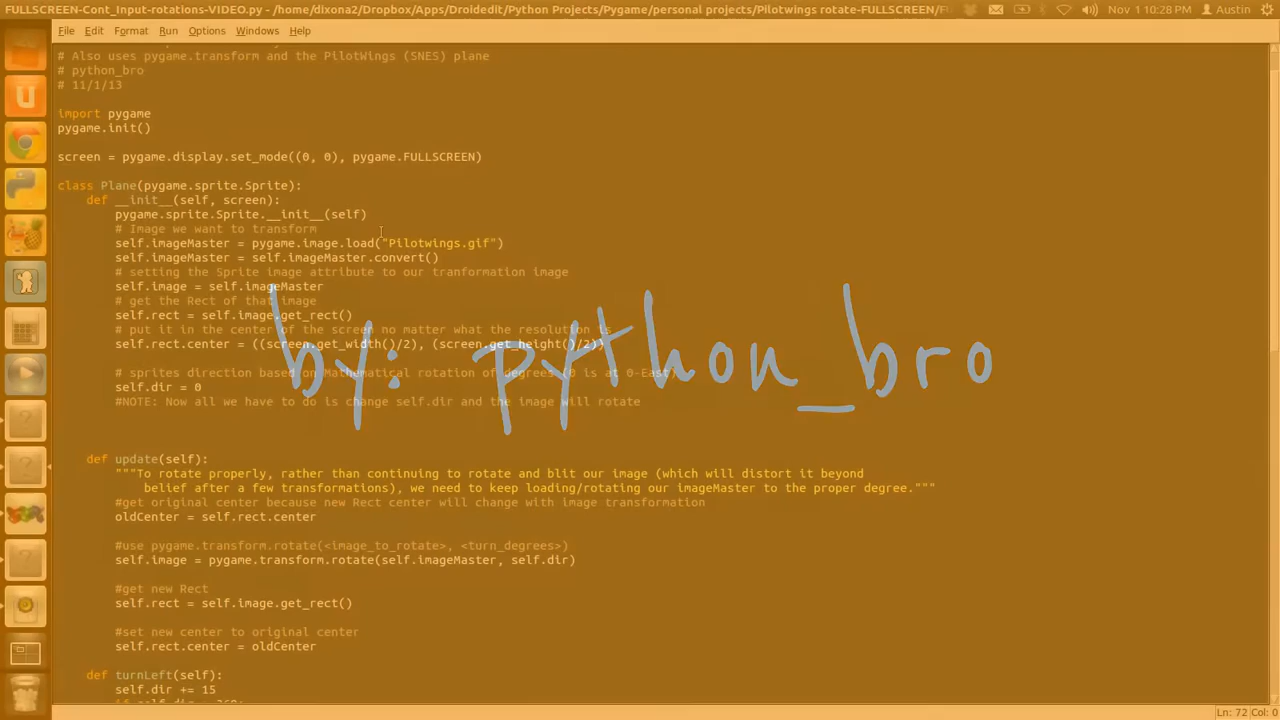 FULLSCREEN-Cont_Input-rotations-VIDEO.py - /home/dixona2/Dropbox/Apps/Droidedit/Python Projects/Pygame/personal projects/Pilotwings rotate-FULLSCREEN/ Nov 1 10:28 PM Austin
File Edit Format Run Options Windows Help
# Also uses pygame.transform and the PilotWings (SNES) plane
# python_bro
# 11/1/13
import pygame
pygame.init()
screen = pygame.display.set_mode((0, 0), pygame.FULLSCREEN)
class Plane(pygame.sprite.Sprite):
def __init__(self, screen):
pygame.sprite.Sprite.__init__(self)
# Image we want to transform
self.imageMaster = pygame.image.load("Pilotwings.gif")
self.imageMaster = self.imageMaster.convert()
# setting the Sprite image attribute to our tranformation image
self.image = self.imageMaster
# get the Rect of that image
self.rect = self.image.get_rect()
# put it in the center of the screen no matter what the resolution is
self.rect.center = ((screen.get_width()/2), (screen.get_height()/2))
by: python_bro
# sprites direction based on Mathematical rotation of degrees (0 is at 0-East)
self.dir = 0
#NOTE: Now all we have to do is change self.dir and the image will rotate
def update(self):
"""To rotate properly, rather than continuing to rotate and blit our image (which will distort it beyond
belief after a few transformations), we need to keep loading/rotating our imageMaster to the proper degree."""
#get original center because new Rect center will change with image transformation
oldCenter = self.rect.center
#use pygame.transform.rotate(<image_to_rotate>, <turn_degrees>)
self.image = pygame.transform.rotate(self.imageMaster, self.dir)
#get new Rect
self.rect = self.image.get_rect()
#set new center to original center
self.rect.center = oldCenter
def turnLeft(self):
self.dir += 15
Ln: 72 Col: 0